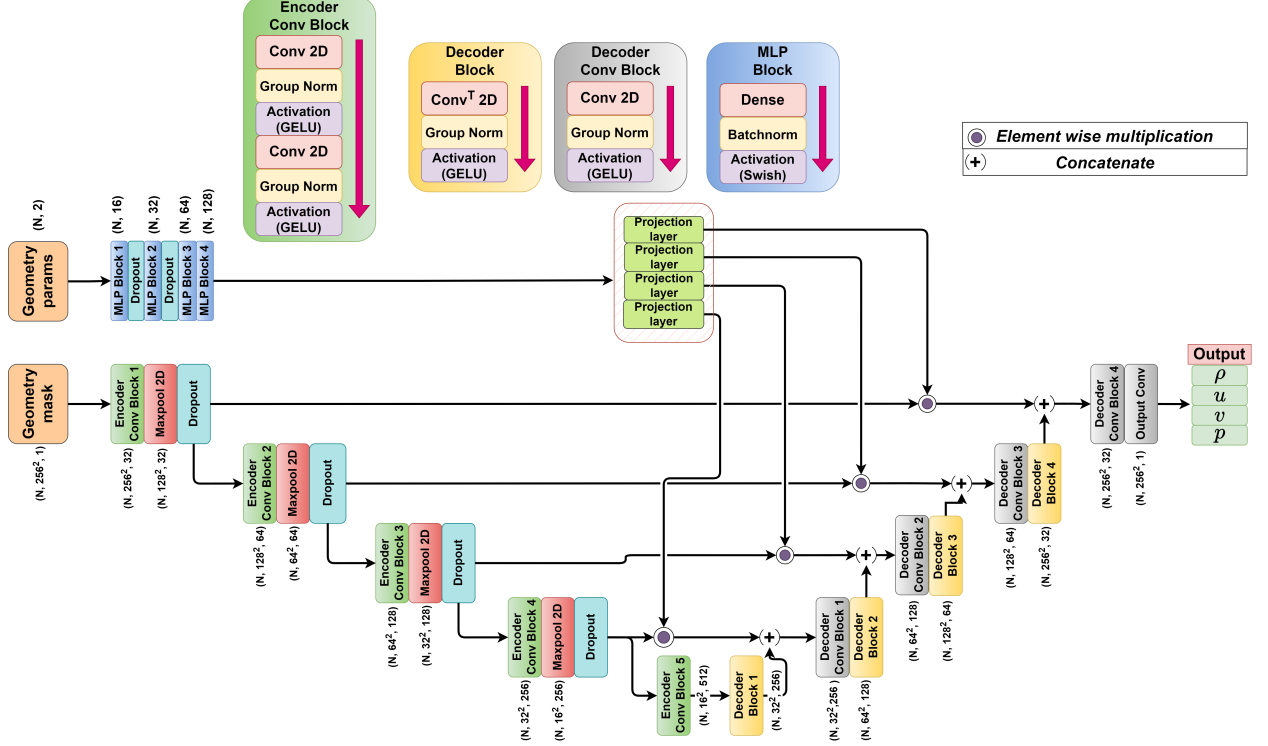 Encoder
Conv Block
Conv 2D
Group Norm
Activation
(GELU)
Conv 2D
Group Norm
Activation
(GELU)
Decoder
Block
Convᵀ 2D
Group Norm
Activation
(GELU)
Decoder
Conv Block
Conv 2D
Group Norm
Activation
(GELU)
MLP
Block
Dense
Batchnorm
Activation
(Swish)
Element wise multiplication
(+) Concatenate
(N, 2)
Geometry
params
(N, 16)
(N, 32)
(N, 64)
(N, 128)
MLP Block 1
Dropout
MLP Block 2
Dropout
MLP Block 3
MLP Block 4
Projection
layer
Projection
layer
Projection
layer
Projection
layer
Geometry
mask
(N, 256², 1)
Encoder
Conv Block 1
Maxpool 2D
Dropout
(N, 256², 32)
(N, 128², 32)
Encoder
Conv Block 2
Maxpool 2D
Dropout
(N, 128², 64)
(N, 64², 64)
Encoder
Conv Block 3
Maxpool 2D
Dropout
(N, 64², 128)
(N, 32², 128)
Encoder
Conv Block 4
Maxpool 2D
Dropout
(N, 32², 256)
(N, 16², 256)
Encoder
Conv Block 5
(N, 16², 512)
Decoder
Block 1
(N, 32², 256)
(+)
Decoder
Conv Block 1
Decoder
Block 2
(N, 32²,256 )
(N, 64², 128)
(+)
Decoder
Conv Block 2
Decoder
Block 3
(N, 64², 128)
(N, 128², 64)
(+)
Decoder
Conv Block 3
Decoder
Block 4
(N, 128², 64)
(N, 256², 32)
(+)
Decoder
Conv Block 4
Output Conv
(N, 256², 32)
(N, 256², 1)
Output
ρ
u
v
p